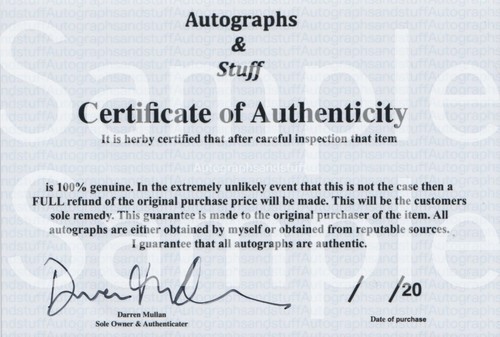 Autographs
&
Stuff
Certificate of Authenticity
It is herby certified that after careful inspection that item
Autographsandstuff
is 100% genuine. In the extremely unlikely event that this is not the case then a
FULL refund of the original purchase price will be made. This will be the customers
sole remedy. This guarantee is made to the original purchaser of the item. All
autographs are either obtained by myself or obtained from reputable sources.
I guarantee that all autographs are authentic.
/ /20
Darren Mullan
Sole Owner & Authenticater
Date of purchase
Sample
Sample